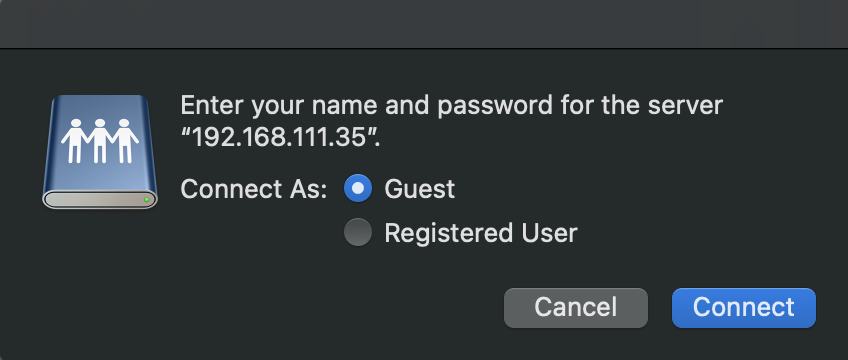 Enter your name and password for the server
“192.168.111.35”.
Connect As: Guest
Registered User
Cancel Connect